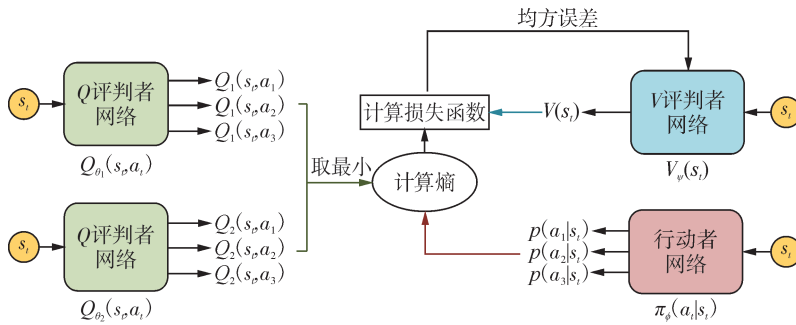 均方误差
s_t
Q评判者
网络
Q_{θ_1}(s_t,a_t)
Q_1(s_t,a_1)
Q_1(s_t,a_2)
Q_1(s_t,a_3)
取最小
计算损失函数
计算熵
V(s_t)
V评判者
网络
V_ψ(s_t)
s_t
s_t
Q评判者
网络
Q_{θ_2}(s_t,a_t)
Q_2(s_t,a_1)
Q_2(s_t,a_2)
Q_2(s_t,a_3)
p(a_1|s_t)
p(a_2|s_t)
p(a_3|s_t)
行动者
网络
π_ϕ(a_t|s_t)
s_t